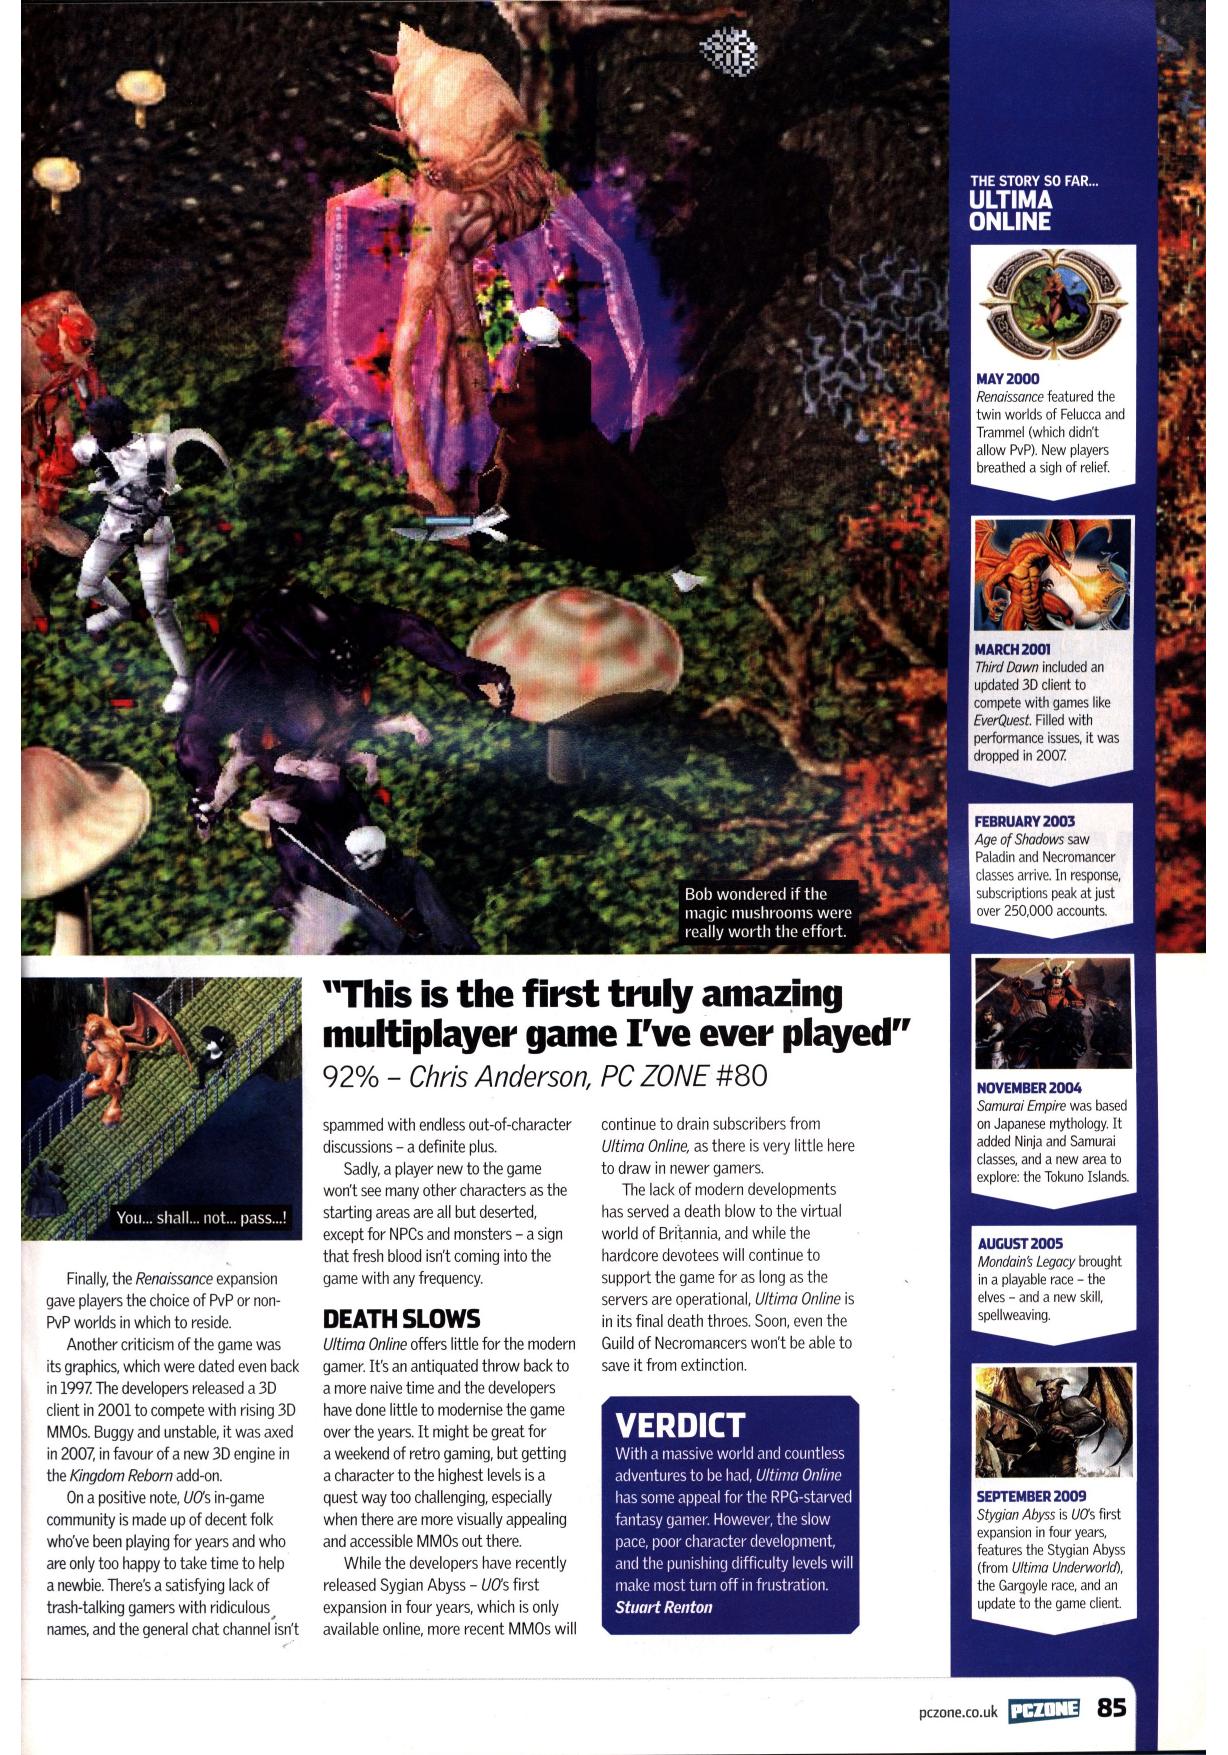 Bob wondered if the
magic mushrooms were
really worth the effort.
You... shall... not... pass...!
"This is the first truly amazing
multiplayer game I've ever played"
92% – Chris Anderson, PC ZONE #80
Finally, the Renaissance expansion
gave players the choice of PvP or non-
PvP worlds in which to reside.
Another criticism of the game was
its graphics, which were dated even back
in 1997. The developers released a 3D
client in 2001 to compete with rising 3D
MMOs. Buggy and unstable, it was axed
in 2007, in favour of a new 3D engine in
the Kingdom Reborn add-on.
On a positive note, UO's in-game
community is made up of decent folk
who've been playing for years and who
are only too happy to take time to help
a newbie. There's a satisfying lack of
trash-talking gamers with ridiculous
names, and the general chat channel isn't
spammed with endless out-of-character
discussions – a definite plus.
Sadly, a player new to the game
won't see many other characters as the
starting areas are all but deserted,
except for NPCs and monsters – a sign
that fresh blood isn't coming into the
game with any frequency.
DEATH SLOWS
Ultima Online offers little for the modern
gamer. It's an antiquated throw back to
a more naive time and the developers
have done little to modernise the game
over the years. It might be great for
a weekend of retro gaming, but getting
a character to the highest levels is a
quest way too challenging, especially
when there are more visually appealing
and accessible MMOs out there.
While the developers have recently
released Sygian Abyss – UO's first
expansion in four years, which is only
available online, more recent MMOs will
continue to drain subscribers from
Ultima Online, as there is very little here
to draw in newer gamers.
The lack of modern developments
has served a death blow to the virtual
world of Britannia, and while the
hardcore devotees will continue to
support the game for as long as the
servers are operational, Ultima Online is
in its final death throes. Soon, even the
Guild of Necromancers won't be able to
save it from extinction.
VERDICT
With a massive world and countless
adventures to be had, Ultima Online
has some appeal for the RPG-starved
fantasy gamer. However, the slow
pace, poor character development,
and the punishing difficulty levels will
make most turn off in frustration.
Stuart Renton
THE STORY SO FAR...
ULTIMA
ONLINE
MAY 2000
Renaissance featured the
twin worlds of Felucca and
Trammel (which didn't
allow PvP). New players
breathed a sigh of relief.
MARCH 2001
Third Dawn included an
updated 3D client to
compete with games like
EverQuest. Filled with
performance issues, it was
dropped in 2007.
FEBRUARY 2003
Age of Shadows saw
Paladin and Necromancer
classes arrive. In response,
subscriptions peak at just
over 250,000 accounts.
NOVEMBER 2004
Samurai Empire was based
on Japanese mythology. It
added Ninja and Samurai
classes, and a new area to
explore: the Tokuno Islands.
AUGUST 2005
Mondain's Legacy brought
in a playable race – the
elves – and a new skill,
spellweaving.
SEPTEMBER 2009
Stygian Abyss is UO's first
expansion in four years,
features the Stygian Abyss
(from Ultima Underworld),
the Gargoyle race, and an
update to the game client.
pczone.co.uk PCZONE 85